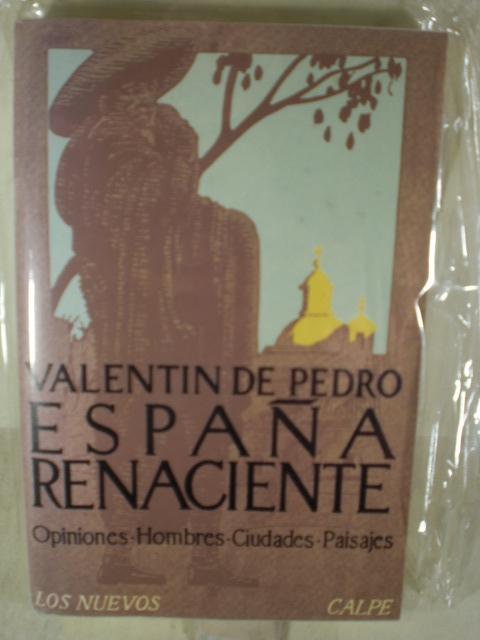 VALENTIN DE PEDRO
ESPAÑA
RENACIENTE
Opiniones·Hombres·Ciudades·Paisajes
LOS NUEVOS CALPE